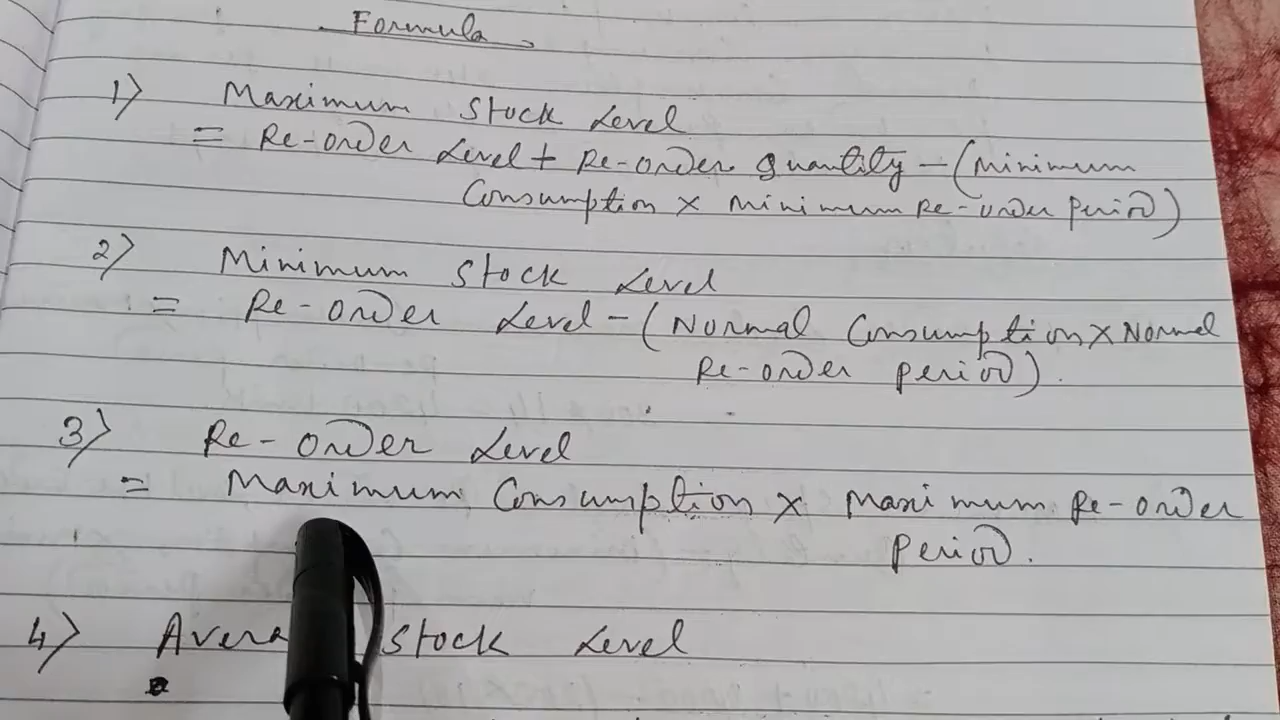 Formula
1) Maximum Stock Level
= Re-order Level + Re-order quantity - (Minimum
Consumption × Minimum Re-order Period)
2) Minimum Stock Level
= Re-order Level - (Normal Consumption × Normal
Re-order period).
3) Re-order Level
= Maximum Consumption × Maximum Re-order
Period.
4) Avera Stock Level